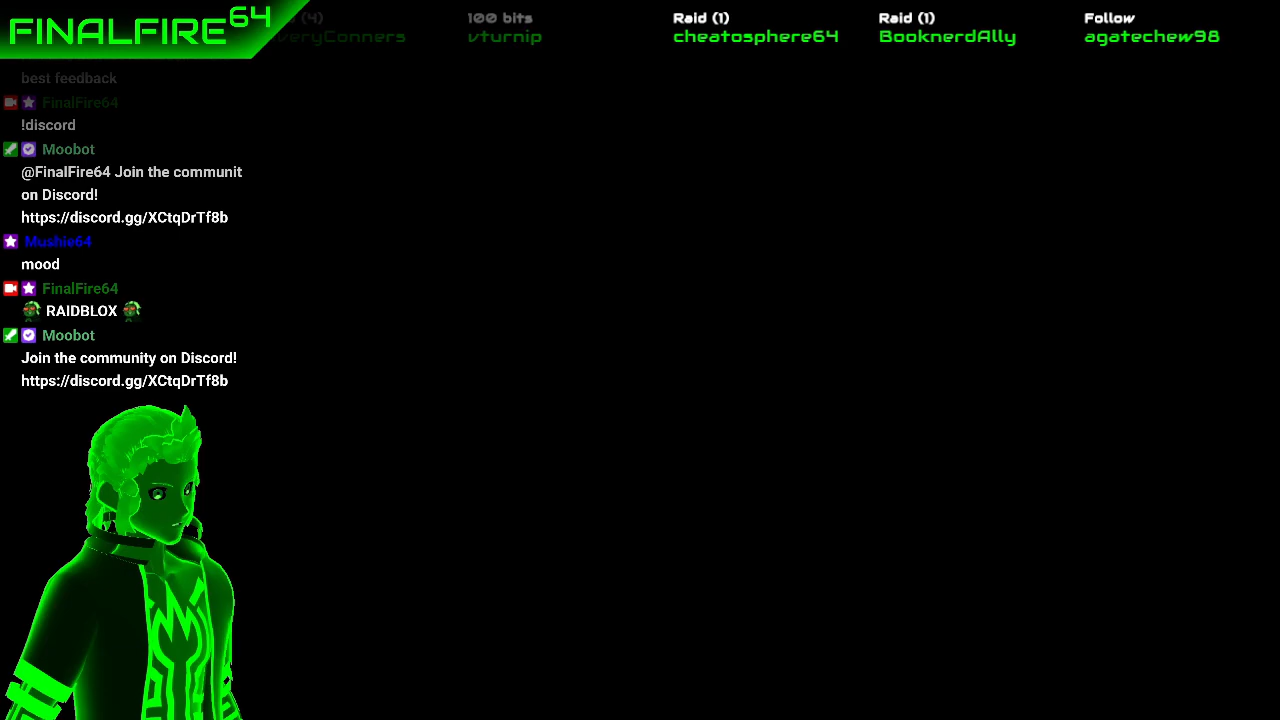 FINALFIRE64
(4)
veryConners
100 bits
vturnip
Raid (1)
cheatosphere64
Raid (1)
BooknerdAlly
Follow
agatechew98
best feedback
FinalFire64
!discord
Moobot
@FinalFire64 Join the communit
on Discord!
https://discord.gg/XCtqDrTf8b
Mushie64
mood
FinalFire64
RAIDBLOX
Moobot
Join the community on Discord!
https://discord.gg/XCtqDrTf8b